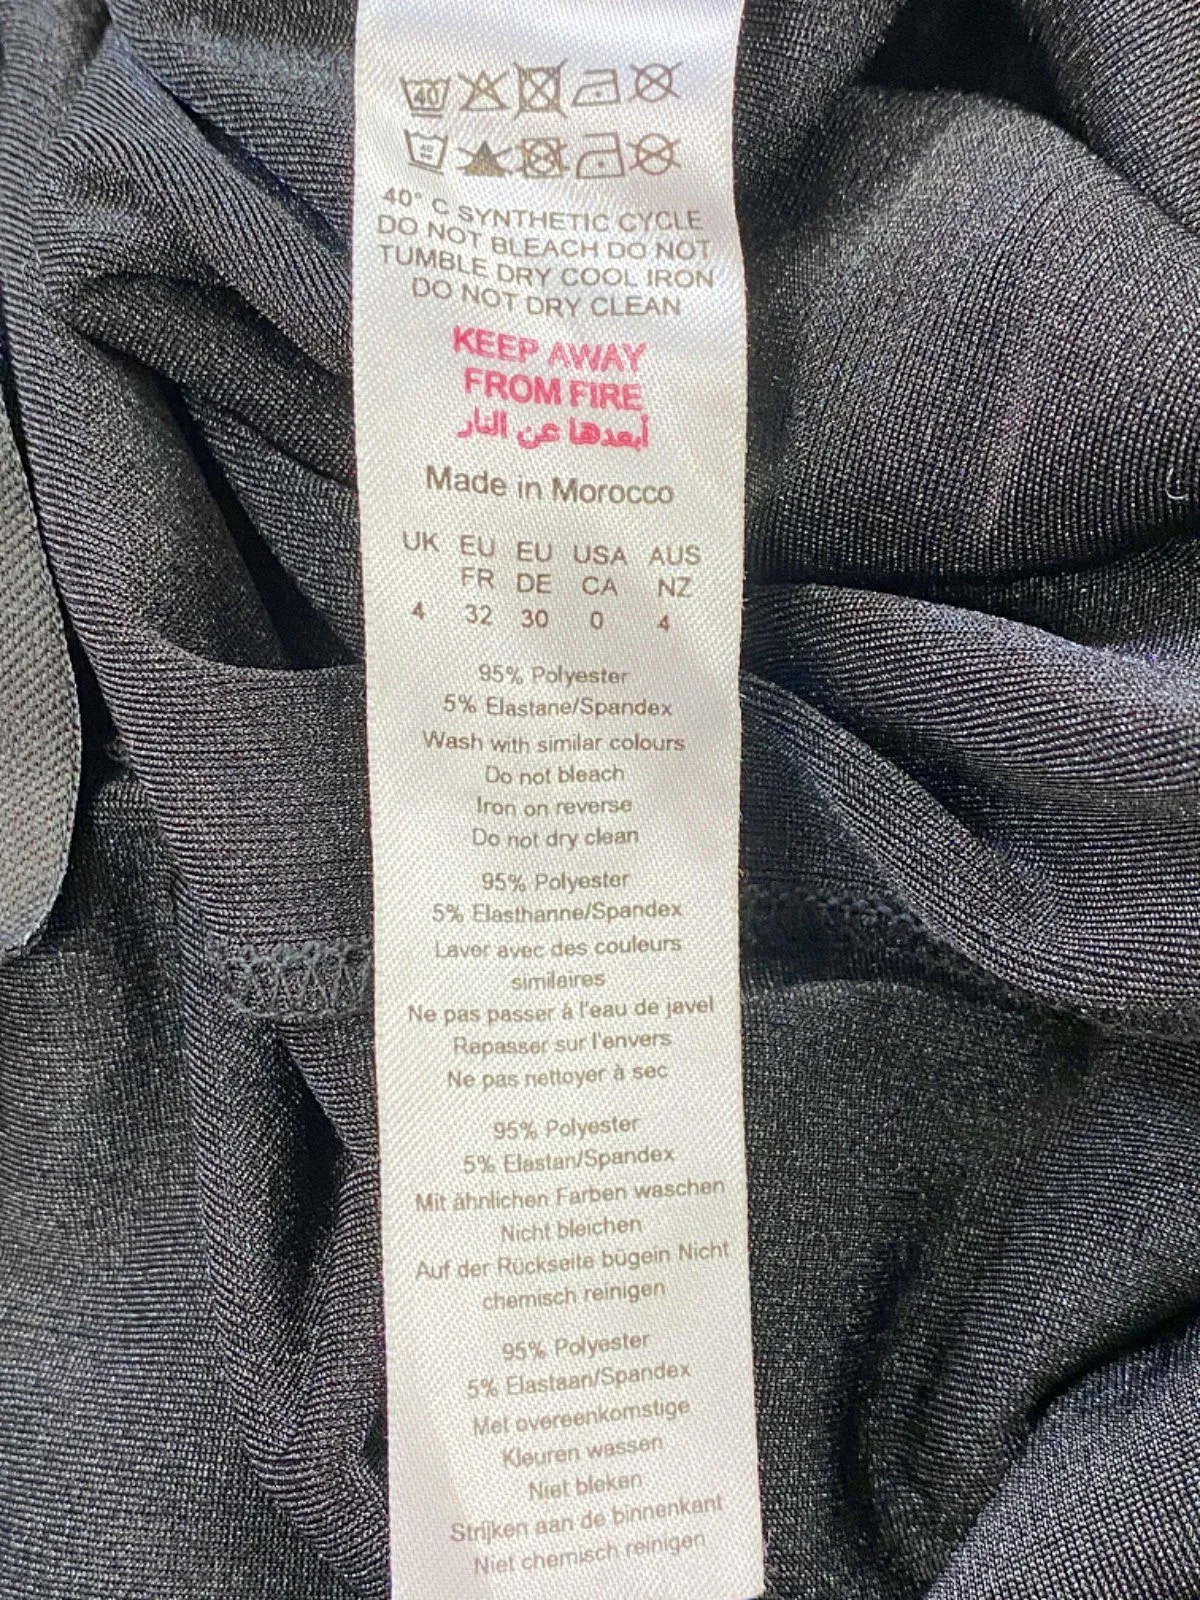 40
40° C SYNTHETIC CYCLE
DO NOT BLEACH DO NOT
TUMBLE DRY COOL IRON
DO NOT DRY CLEAN
KEEP AWAY
FROM FIRE
أبعدها عن النار
Made in Morocco
UK EU EU USA AUS
FR DE CA NZ
4 32 30 0 4
95% Polyester
5% Elastane/Spandex
Wash with similar colours
Do not bleach
Iron on reverse
Do not dry clean
95% Polyester
5% Elasthanne/Spandex
Laver avec des couleurs
similaires
Ne pas passer à l'eau de javel
Repasser sur l'envers
Ne pas nettoyer à sec
95% Polyester
5% Elastan/Spandex
Mit ähnlichen Farben waschen
Nicht bleichen
Auf der Rückseite bügein Nicht
chemisch reinigen
95% Polyester
5% Elastaan/Spandex
Met overeenkomstige
Kleuren wassen
Niet bleken
Strijken aan de binnenkant
Niet chemisch reinigen